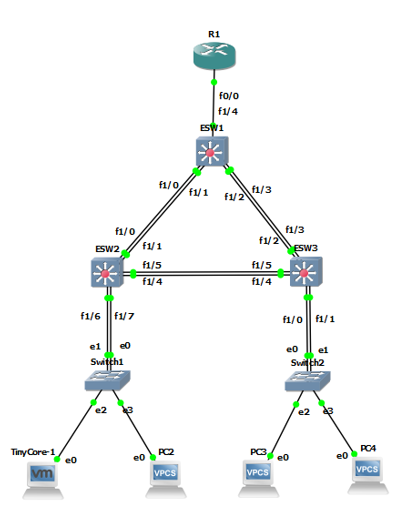 R1
f0/0
f1/4
ESW1
f1/0
f1/1
f1/3
f1/2
f1/0
f1/1
f1/3
f1/2
ESW2
ESW3
f1/5
f1/4
f1/5
f1/4
f1/6
f1/7
f1/0
f1/1
e1
e0
e0
e1
Switch1
Switch2
e2
e3
e2
e3
TinyCore-1
e0
e0
PC2
PC3
e0
e0
PC4
vm
VPCS
VPCS
VPCS